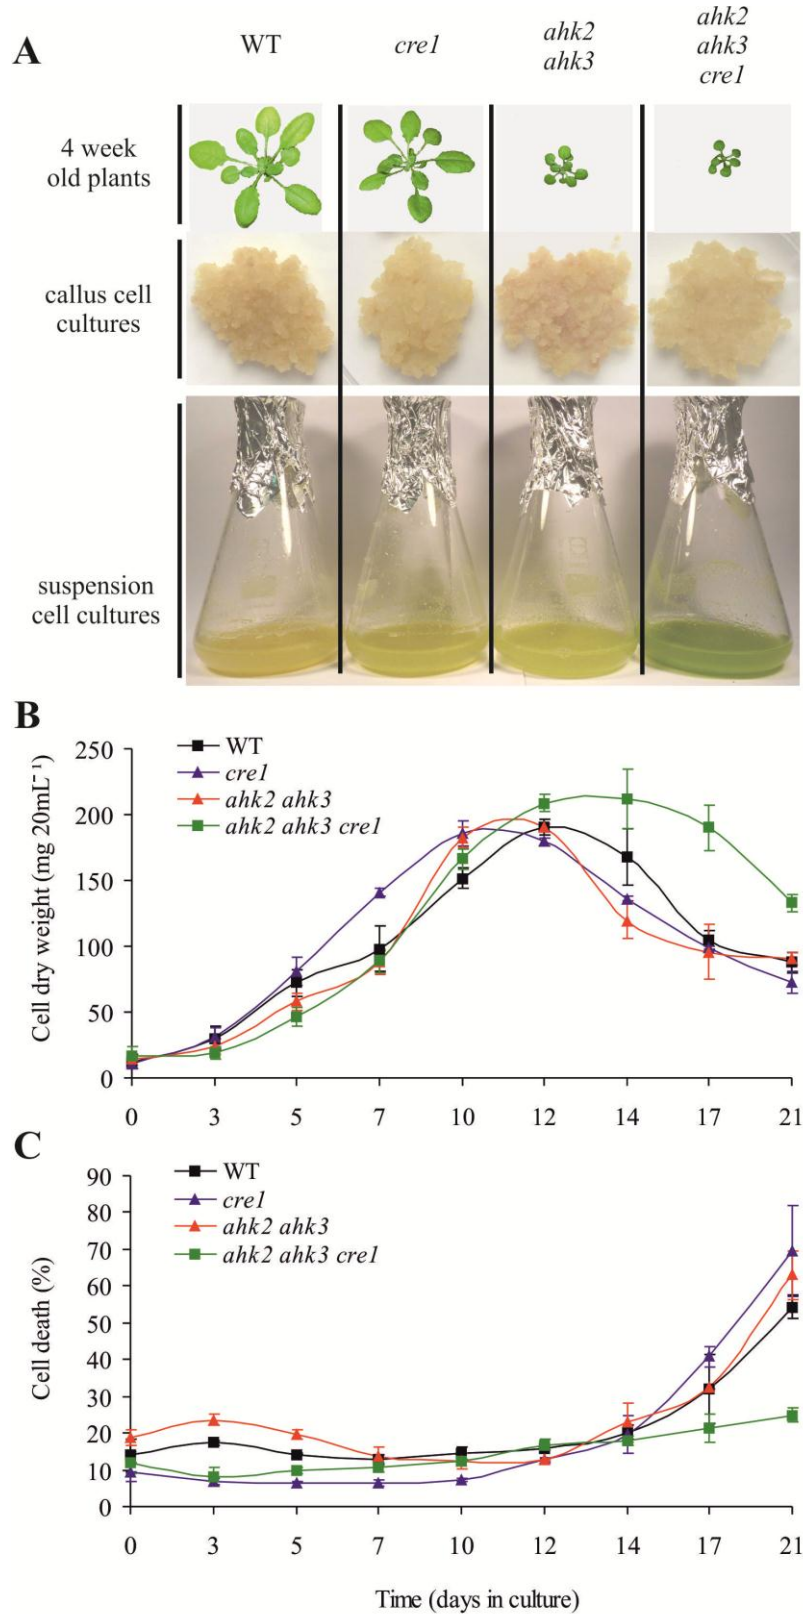 A
WT
cre1
ahk2
ahk3
ahk2
ahk3
cre1
4 week
old plants
callus cell
cultures
suspension
cell cultures
B
WT
cre1
ahk2 ahk3
ahk2 ahk3 cre1
Cell dry weight (mg 20mL⁻¹)
250
200
150
100
50
0
0 3 5 7 10 12 14 17 21
C
WT
cre1
ahk2 ahk3
ahk2 ahk3 cre1
Cell death (%)
90
80
70
60
50
40
30
20
10
0
0 3 5 7 10 12 14 17 21
Time (days in culture)